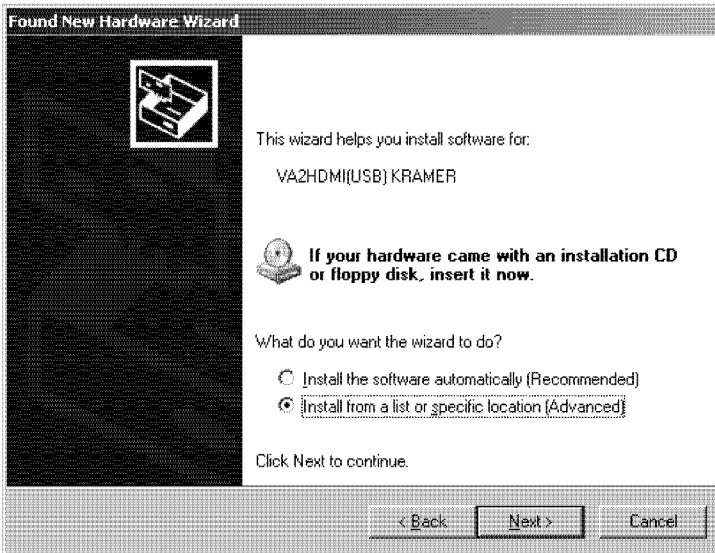 Found New Hardware Wizard
This wizard helps you install software for:
VA2HDMI(USB) KRAMER
If your hardware came with an installation CD
or floppy disk, insert it now.
What do you want the wizard to do?
Install the software automatically (Recommended)
Install from a list or specific location (Advanced)
Click Next to continue.
< Back Next > Cancel